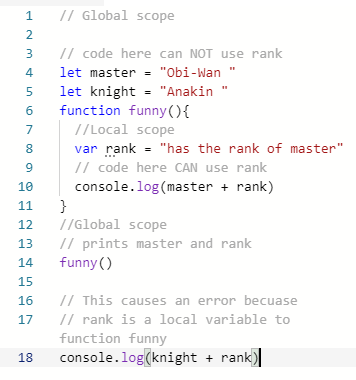 1 // Global scope
2
3 // code here can NOT use rank
4 let master = "Obi-Wan "
5 let knight = "Anakin "
6 function funny(){
7 //Local scope
8 var rank = "has the rank of master"
9 // code here CAN use rank
10 console.log(master + rank)
11 }
12 //Global scope
13 // prints master and rank
14 funny()
15
16 // This causes an error becuase
17 // rank is a local variable to
function funny
18 console.log(knight + rank)